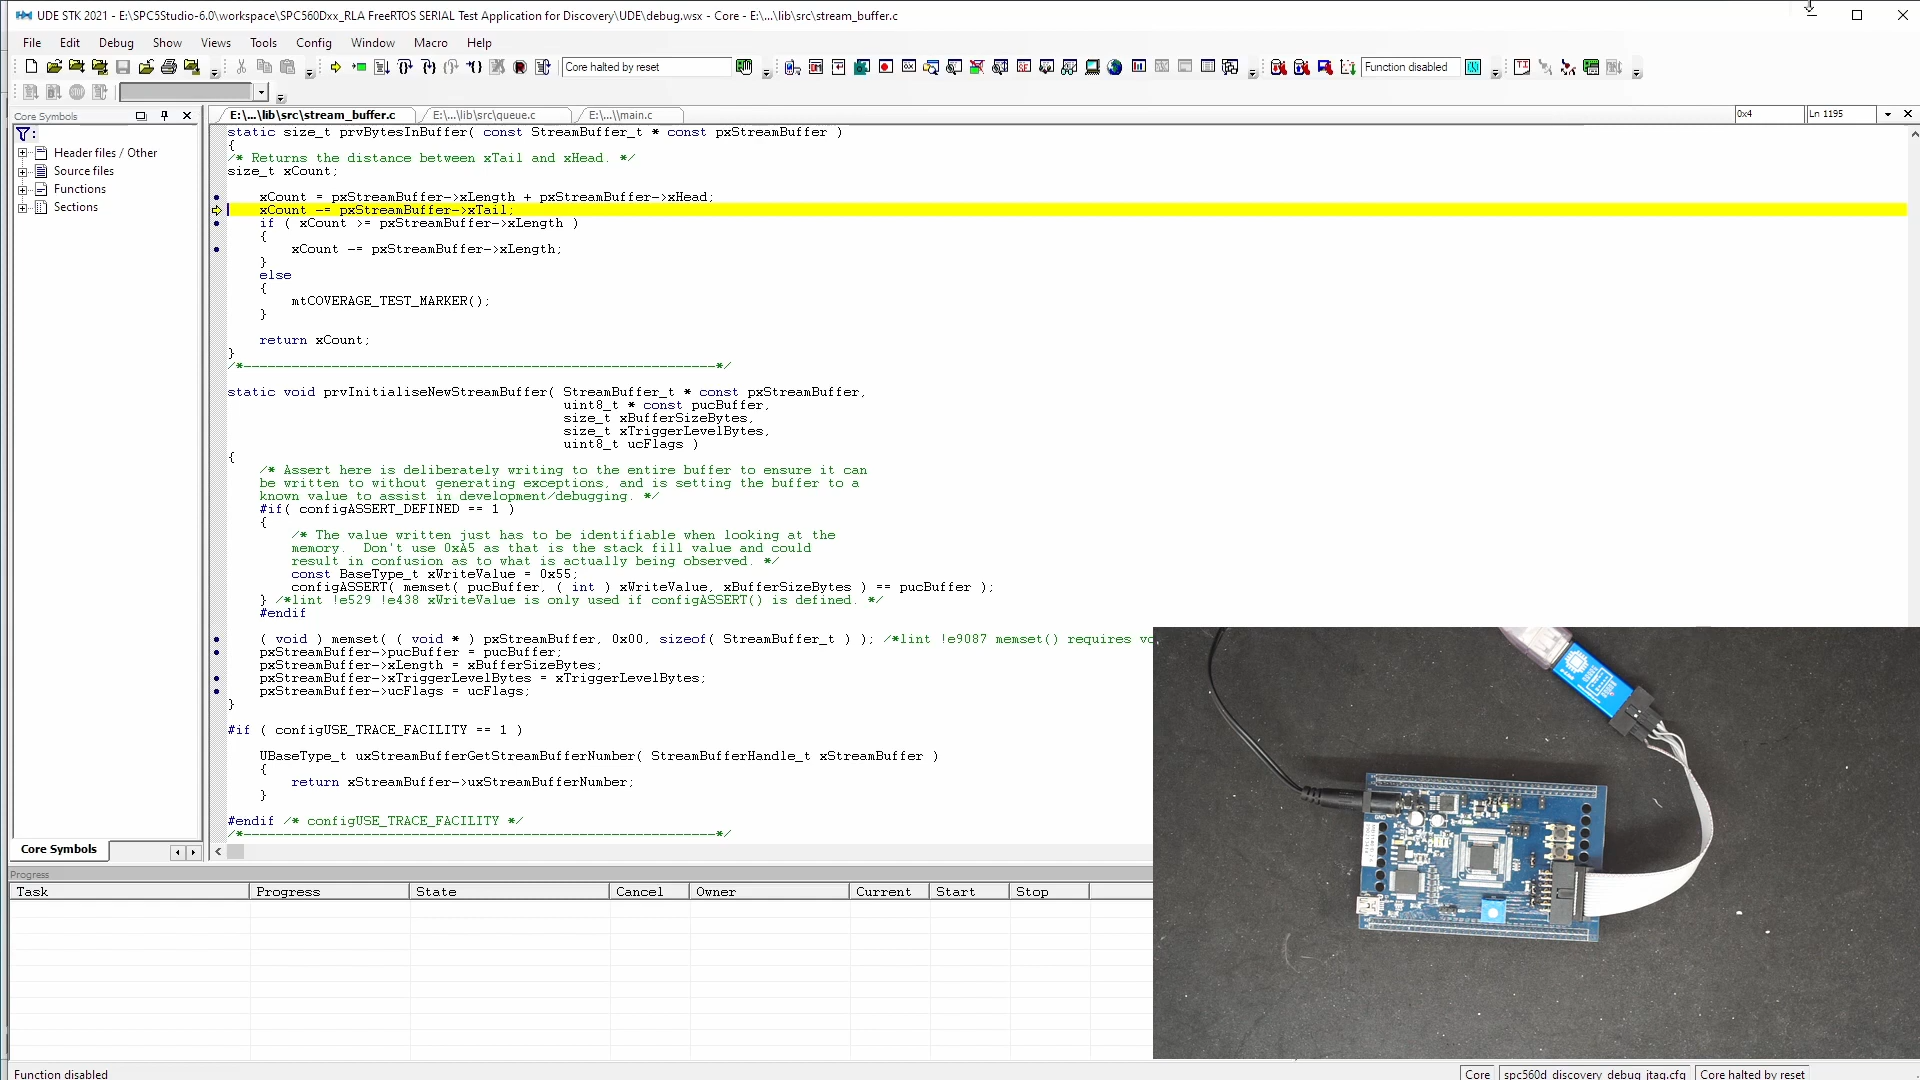 UDE STK 2021 - E:\SPC5Studio-6.0\workspace\SPC560Dxx_RLA FreeRTOS SERIAL Test Application for Discovery\UDE\debug.wsx - Core - E:\...\lib\src\stream_buffer.c
File Edit Debug Show Views Tools Config Window Macro Help
Core halted by reset
Function disabled
Core Symbols
E:\...\lib\src\stream_buffer.c E:\...\lib\src\queue.c E:\...\\main.c 0x4 Ln 1195
Header files / Other
Source files
Functions
Sections
static size_t prvBytesInBuffer( const StreamBuffer_t * const pxStreamBuffer )
{
/* Returns the distance between xTail and xHead. */
size_t xCount;
xCount = pxStreamBuffer->xLength + pxStreamBuffer->xHead;
xCount -= pxStreamBuffer->xTail;
if ( xCount >= pxStreamBuffer->xLength )
{
xCount -= pxStreamBuffer->xLength;
}
else
{
mtCOVERAGE_TEST_MARKER();
}
return xCount;
}
/*-----------------------------------------------------------*/
static void prvInitialiseNewStreamBuffer( StreamBuffer_t * const pxStreamBuffer,
uint8_t * const pucBuffer,
size_t xBufferSizeBytes,
size_t xTriggerLevelBytes,
uint8_t ucFlags )
{
/* Assert here is deliberately writing to the entire buffer to ensure it can
be written to without generating exceptions, and is setting the buffer to a
known value to assist in development/debugging. */
#if( configASSERT_DEFINED == 1 )
{
/* The value written just has to be identifiable when looking at the
memory. Don't use 0xA5 as that is the stack fill value and could
result in confusion as to what is actually being observed. */
const BaseType_t xWriteValue = 0x55;
configASSERT( memset( pucBuffer, ( int ) xWriteValue, xBufferSizeBytes ) == pucBuffer );
} /*lint !e529 !e438 xWriteValue is only used if configASSERT() is defined. */
#endif
( void ) memset( ( void * ) pxStreamBuffer, 0x00, sizeof( StreamBuffer_t ) ); /*lint !e9087 memset() requires vo
pxStreamBuffer->pucBuffer = pucBuffer;
pxStreamBuffer->xLength = xBufferSizeBytes;
pxStreamBuffer->xTriggerLevelBytes = xTriggerLevelBytes;
pxStreamBuffer->ucFlags = ucFlags;
}
#if ( configUSE_TRACE_FACILITY == 1 )
UBaseType_t uxStreamBufferGetStreamBufferNumber( StreamBufferHandle_t xStreamBuffer )
{
return xStreamBuffer->uxStreamBufferNumber;
}
#endif /* configUSE_TRACE_FACILITY */
/*-----------------------------------------------------------*/
Core Symbols
Progress
Task Progress State Cancel Owner Current Start Stop
Function disabled
Core spc560d_discovery_debug_jtag.cfg Core halted by reset